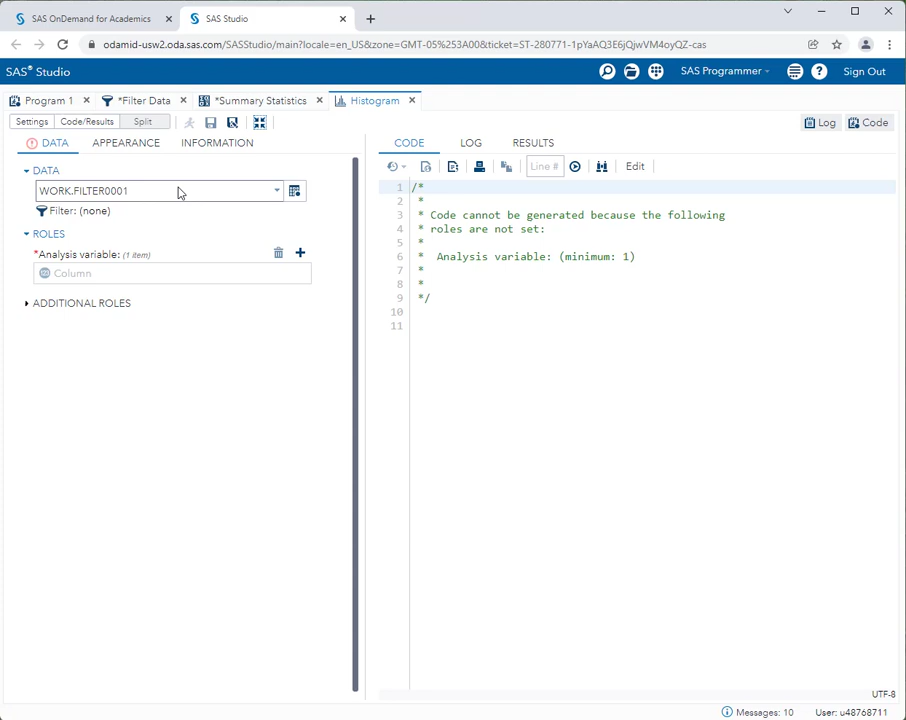 SAS OnDemand for Academics
SAS Studio
odamid-usw2.oda.sas.com/SASStudio/main?locale=en_US&zone=GMT-05%253A00&ticket=ST-280771-1pYaAQ3E6jQjwVM4oyQZ-cas
SAS® Studio
SAS Programmer
Sign Out
Program 1
*Filter Data
*Summary Statistics
Histogram
Settings
Code/Results
Split
Log
Code
DATA
APPEARANCE
INFORMATION
CODE
LOG
RESULTS
Line #
Edit
DATA
WORK.FILTER0001
Filter: (none)
ROLES
*Analysis variable: (1 item)
Column
ADDITIONAL ROLES
1 /*
2 *
3 * Code cannot be generated because the following
4 * roles are not set:
5 *
6 * Analysis variable: (minimum: 1)
7 *
8 *
9 */
10
11
UTF-8
Messages: 10
User: u48768711